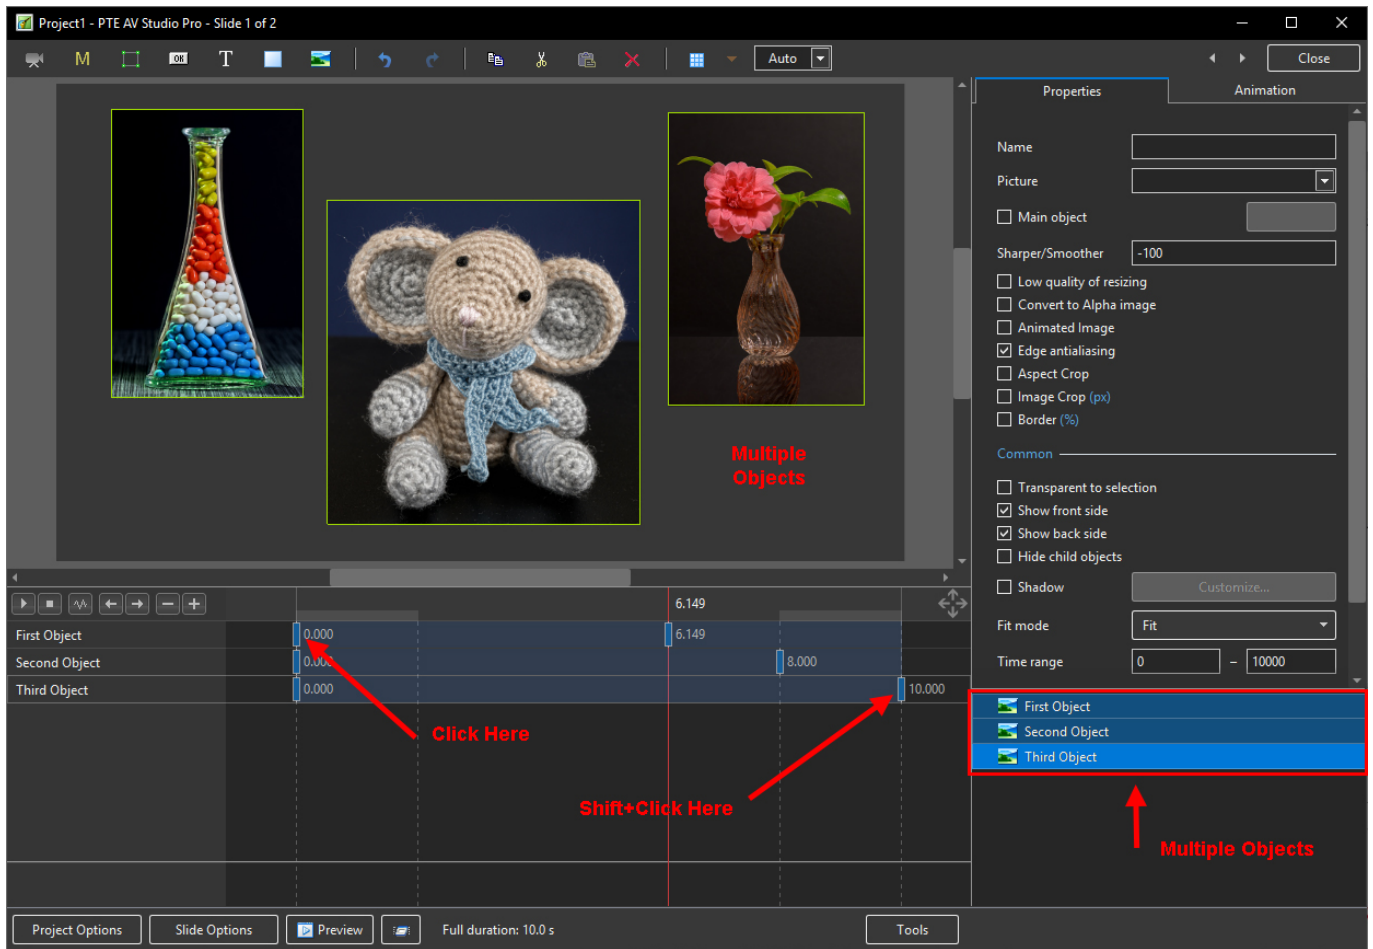 Project1 - PTE AV Studio Pro - Slide 1 of 2
M OK T Auto Close
Properties Animation
Name
Picture
Main object
Sharper/Smoother -100
Low quality of resizing
Convert to Alpha image
Animated Image
Edge antialiasing
Aspect Crop
Image Crop (px)
Border (%)
Common
Transparent to selection
Show front side
Show back side
Hide child objects
Shadow Customize...
Fit mode Fit
Time range 0 – 10000
Multiple
Objects
6.149
First Object 0.000 6.149
Second Object 0.000 8.000
Third Object 0.000 10.000
Click Here
Shift+Click Here
First Object
Second Object
Third Object
Multiple Objects
Project Options Slide Options Preview Full duration: 10.0 s Tools